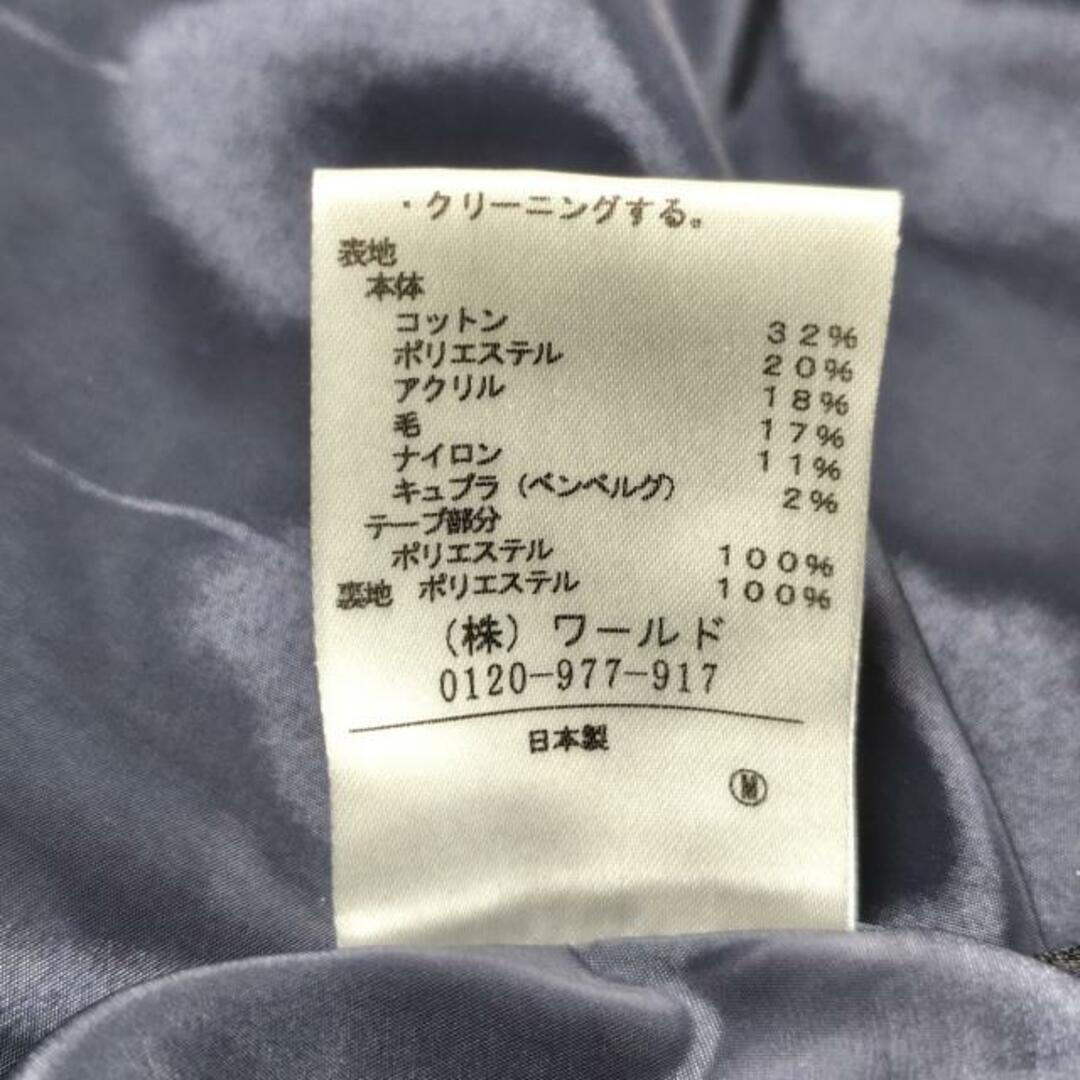 ・クリーニングする。
表地
本体
コットン 32%
ポリエステル 20%
アクリル 18%
毛 17%
ナイロン 11%
キュプラ（ベンベルグ） 2%
テープ部分
ポリエステル 100%
裏地 ポリエステル 100%
（株）ワールド
0120-977-917
日本製
Ⓜ